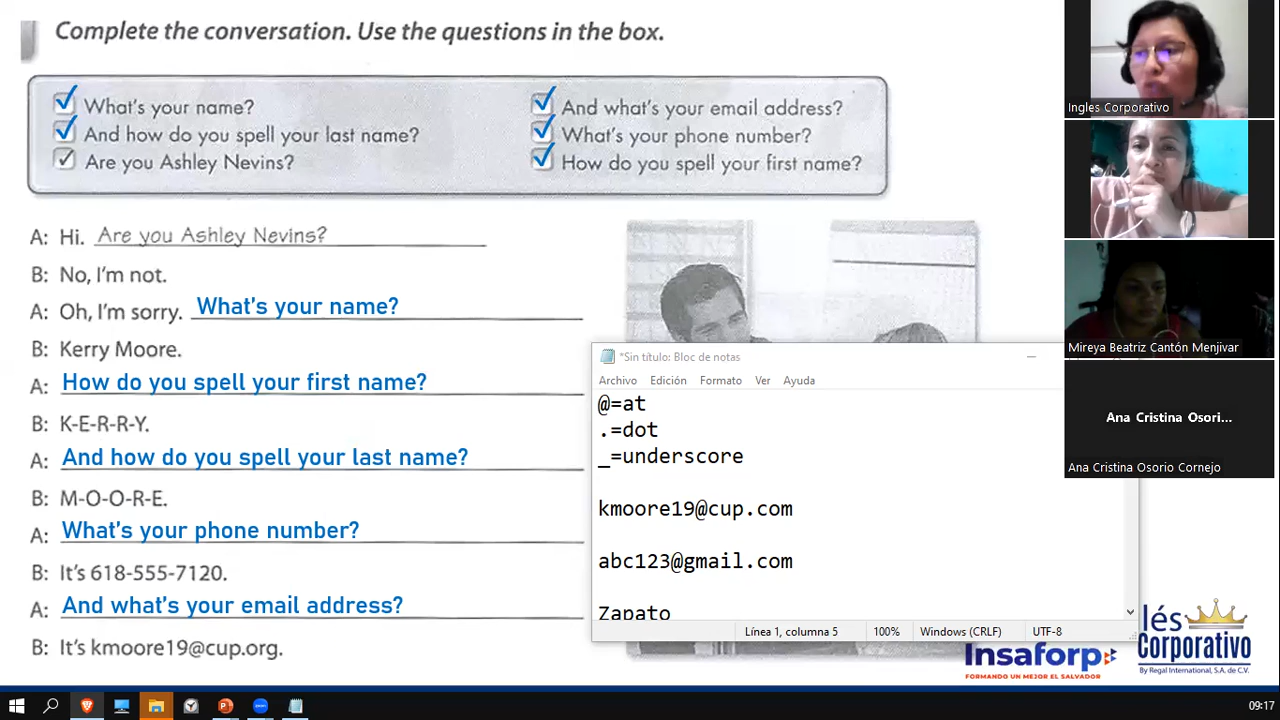 Complete the conversation. Use the questions in the box.
What's your name?
And how do you spell your last name?
Are you Ashley Nevins?
And what's your email address?
What's your phone number?
How do you spell your first name?
A: Hi. Are you Ashley Nevins?
B: No, I'm not.
A: Oh, I'm sorry. What's your name?
B: Kerry Moore.
A: How do you spell your first name?
B: K-E-R-R-Y.
A: And how do you spell your last name?
B: M-O-O-R-E.
A: What's your phone number?
B: It's 618-555-7120.
A: And what's your email address?
B: It's kmoore19@cup.org.
*Sin título: Bloc de notas
Archivo Edición Formato Ver Ayuda
@=at
.=dot
_=underscore
kmoore19@cup.com
abc123@gmail.com
Zapato
Línea 1, columna 5 100% Windows (CRLF) UTF-8
Ingles Corporativo
Mireya Beatriz Cantón Menjivar
Ana Cristina Osori...
Ana Cristina Osorio Cornejo
Insaforp
FORMANDO UN MEJOR EL SALVADOR
lés
Corporativo
By Regal International, S.A. de C.V.
09:17